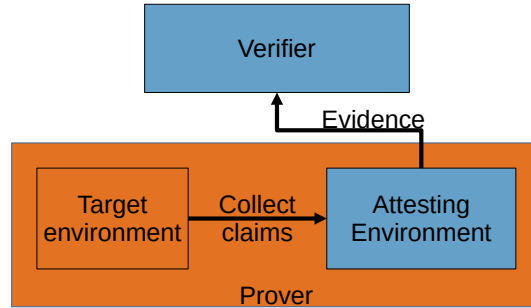 Verifier
Evidence
Target
environment
Collect
claims
Attesting
Environment
Prover